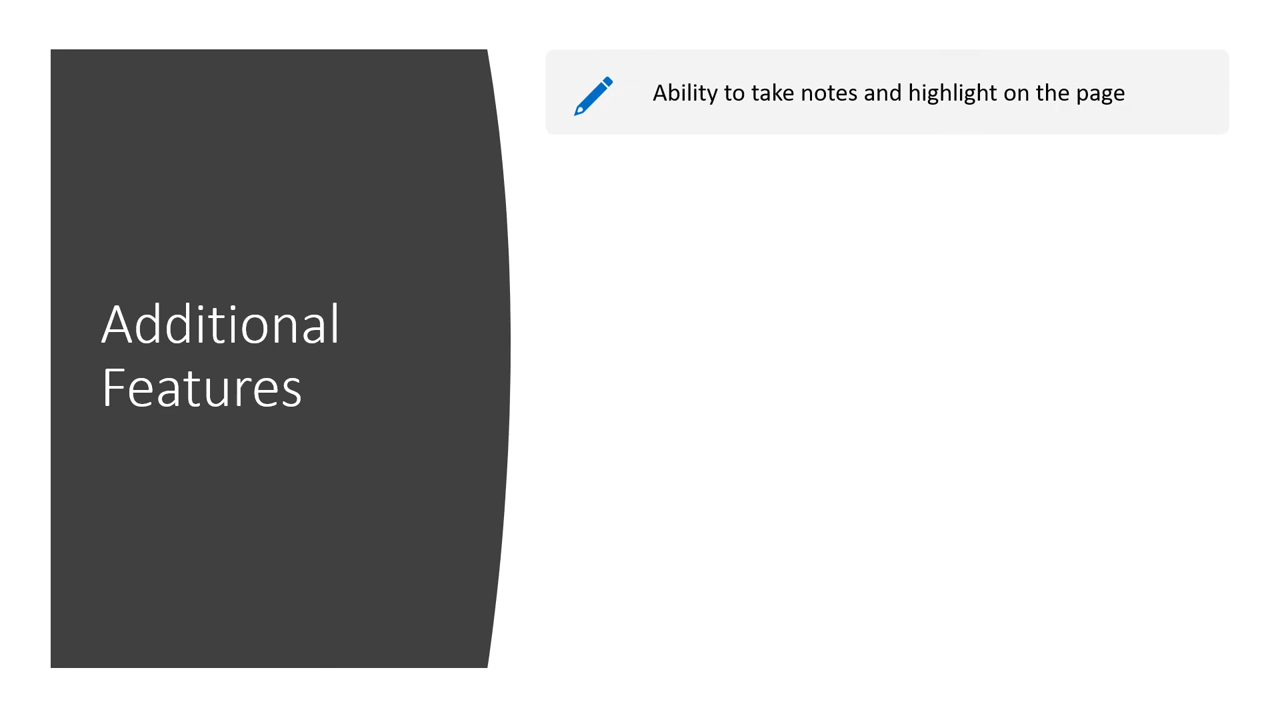 Additional
Features
Ability to take notes and highlight on the page